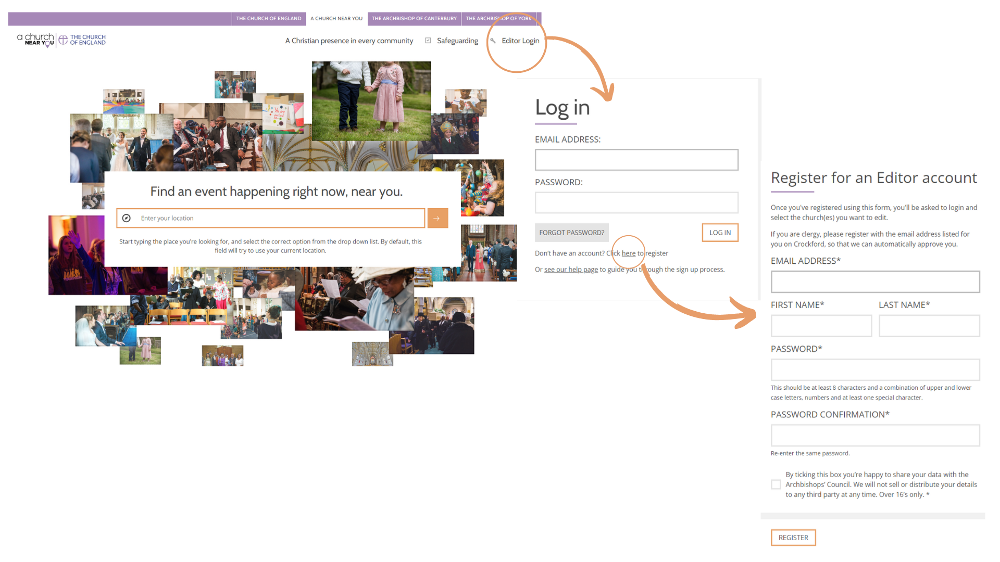 THE CHURCH OF ENGLAND
A CHURCH NEAR YOU
THE ARCHBISHOP OF CANTERBURY
THE ARCHBISHOP OF YORK
a church
NEAR YOU
THE CHURCH
OF ENGLAND
A Christian presence in every community
Safeguarding
Editor Login
Find an event happening right now, near you.
Enter your location
Start typing the place you're looking for, and select the correct option from the drop down list. By default, this
field will try to use your current location.
Log in
EMAIL ADDRESS:
PASSWORD:
FORGOT PASSWORD?
LOG IN
Don't have an account? Click here to register
Or see our help page to guide you through the sign up process.
Register for an Editor account
Once you've registered using this form, you'll be asked to login and
select the church(es) you want to edit.
If you are clergy, please register with the email address listed for
you on Crockford, so that we can automatically approve you.
EMAIL ADDRESS*
FIRST NAME*
LAST NAME*
PASSWORD*
This should be at least 8 characters and a combination of upper and lower
case letters, numbers and at least one special character.
PASSWORD CONFIRMATION*
Re-enter the same password.
By ticking this box you're happy to share your data with the
Archbishops' Council. We will not sell or distribute your details
to any third party at any time. Over 16's only. *
REGISTER